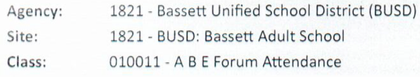 Agency: 1821 - Bassett Unified School District (BUSD)
Site: 1821 - BUSD: Bassett Adult School
Class: 010011 - A B E Forum Attendance